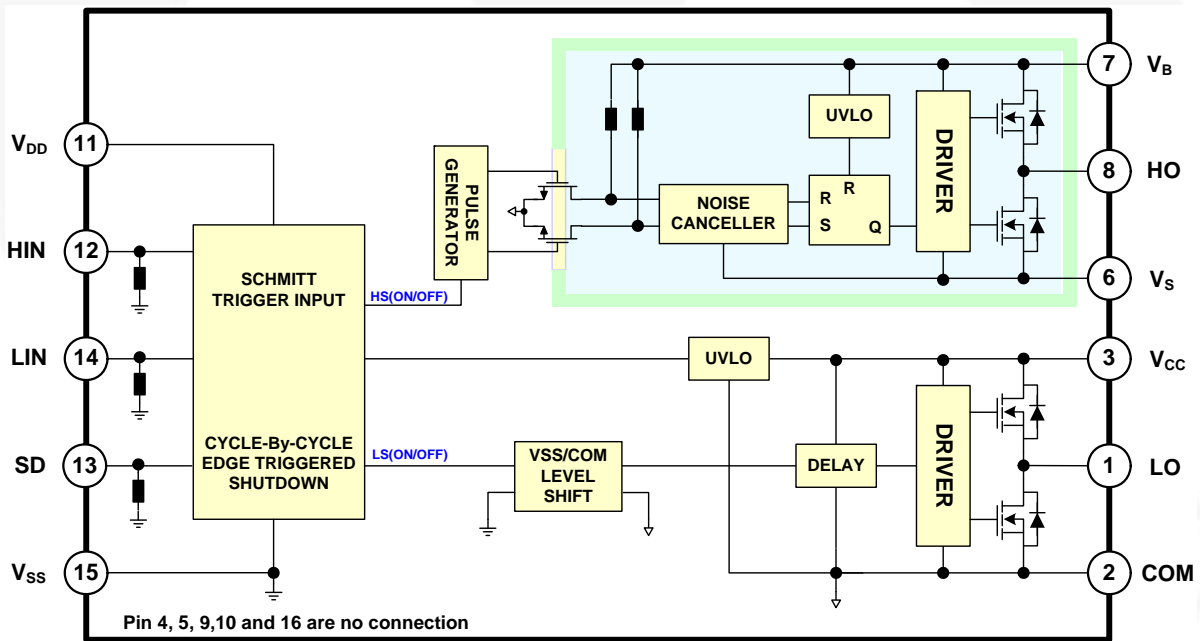 VDD
11
HIN
12
LIN
14
SD
13
VSS
15
SCHMITT
TRIGGER INPUT
CYCLE-By-CYCLE
EDGE TRIGGERED
SHUTDOWN
HS(ON/OFF)
LS(ON/OFF)
PULSE
GENERATOR
NOISE
CANCELLER
UVLO
R
R
S
Q
DRIVER
7
VB
8
HO
6
VS
UVLO
VSS/COM
LEVEL
SHIFT
DELAY
DRIVER
3
VCC
1
LO
2
COM
Pin 4, 5, 9,10 and 16 are no connection